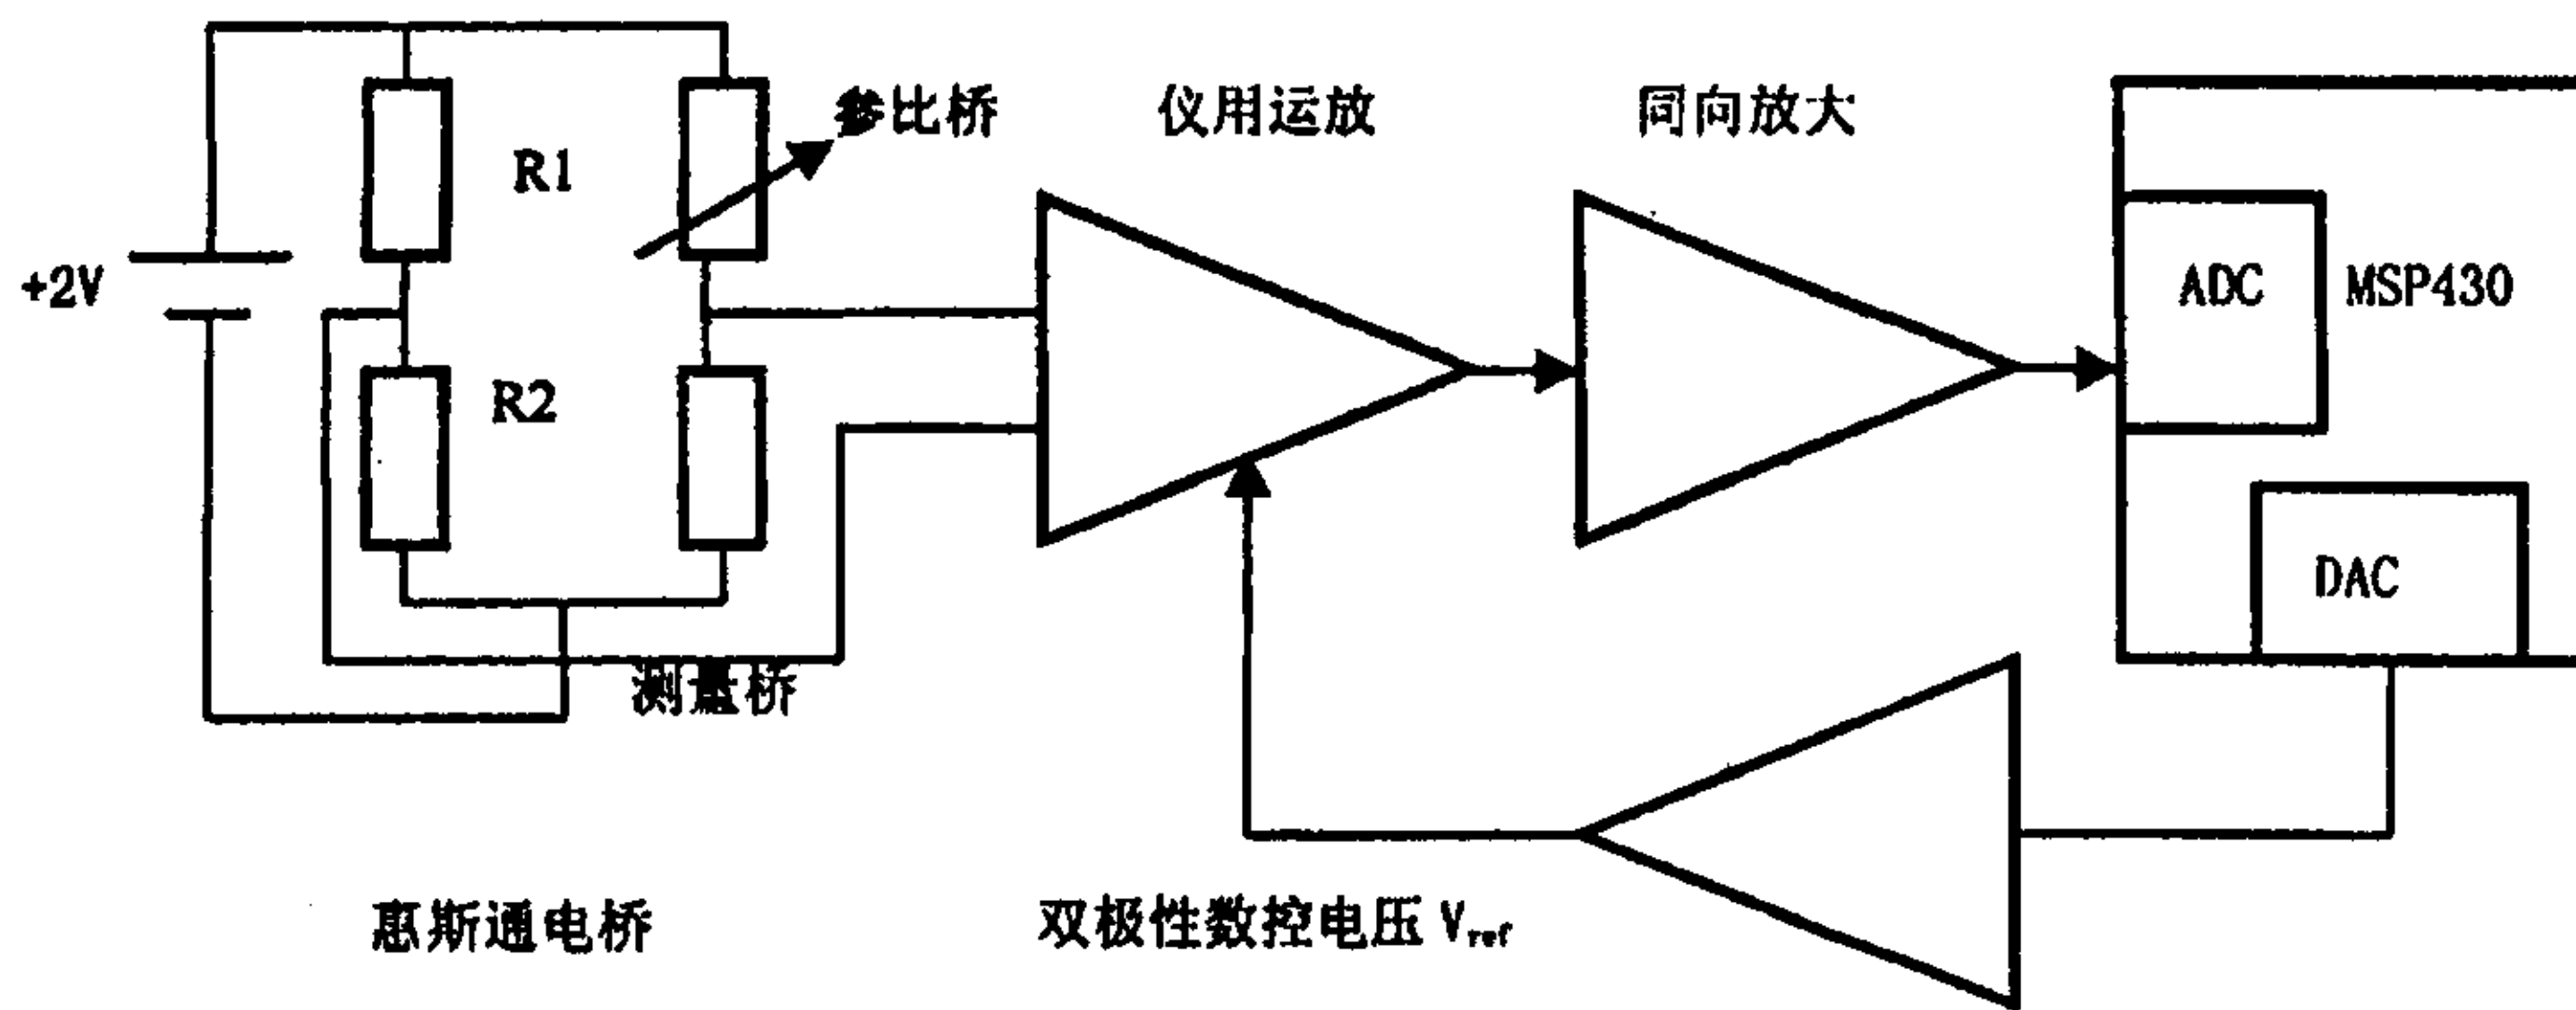 参比桥
仪用运放
同向放大
R1
+2V
ADC
MSP430
R2
DAC
测量桥
惠斯通电桥
双极性数控电压 Vref